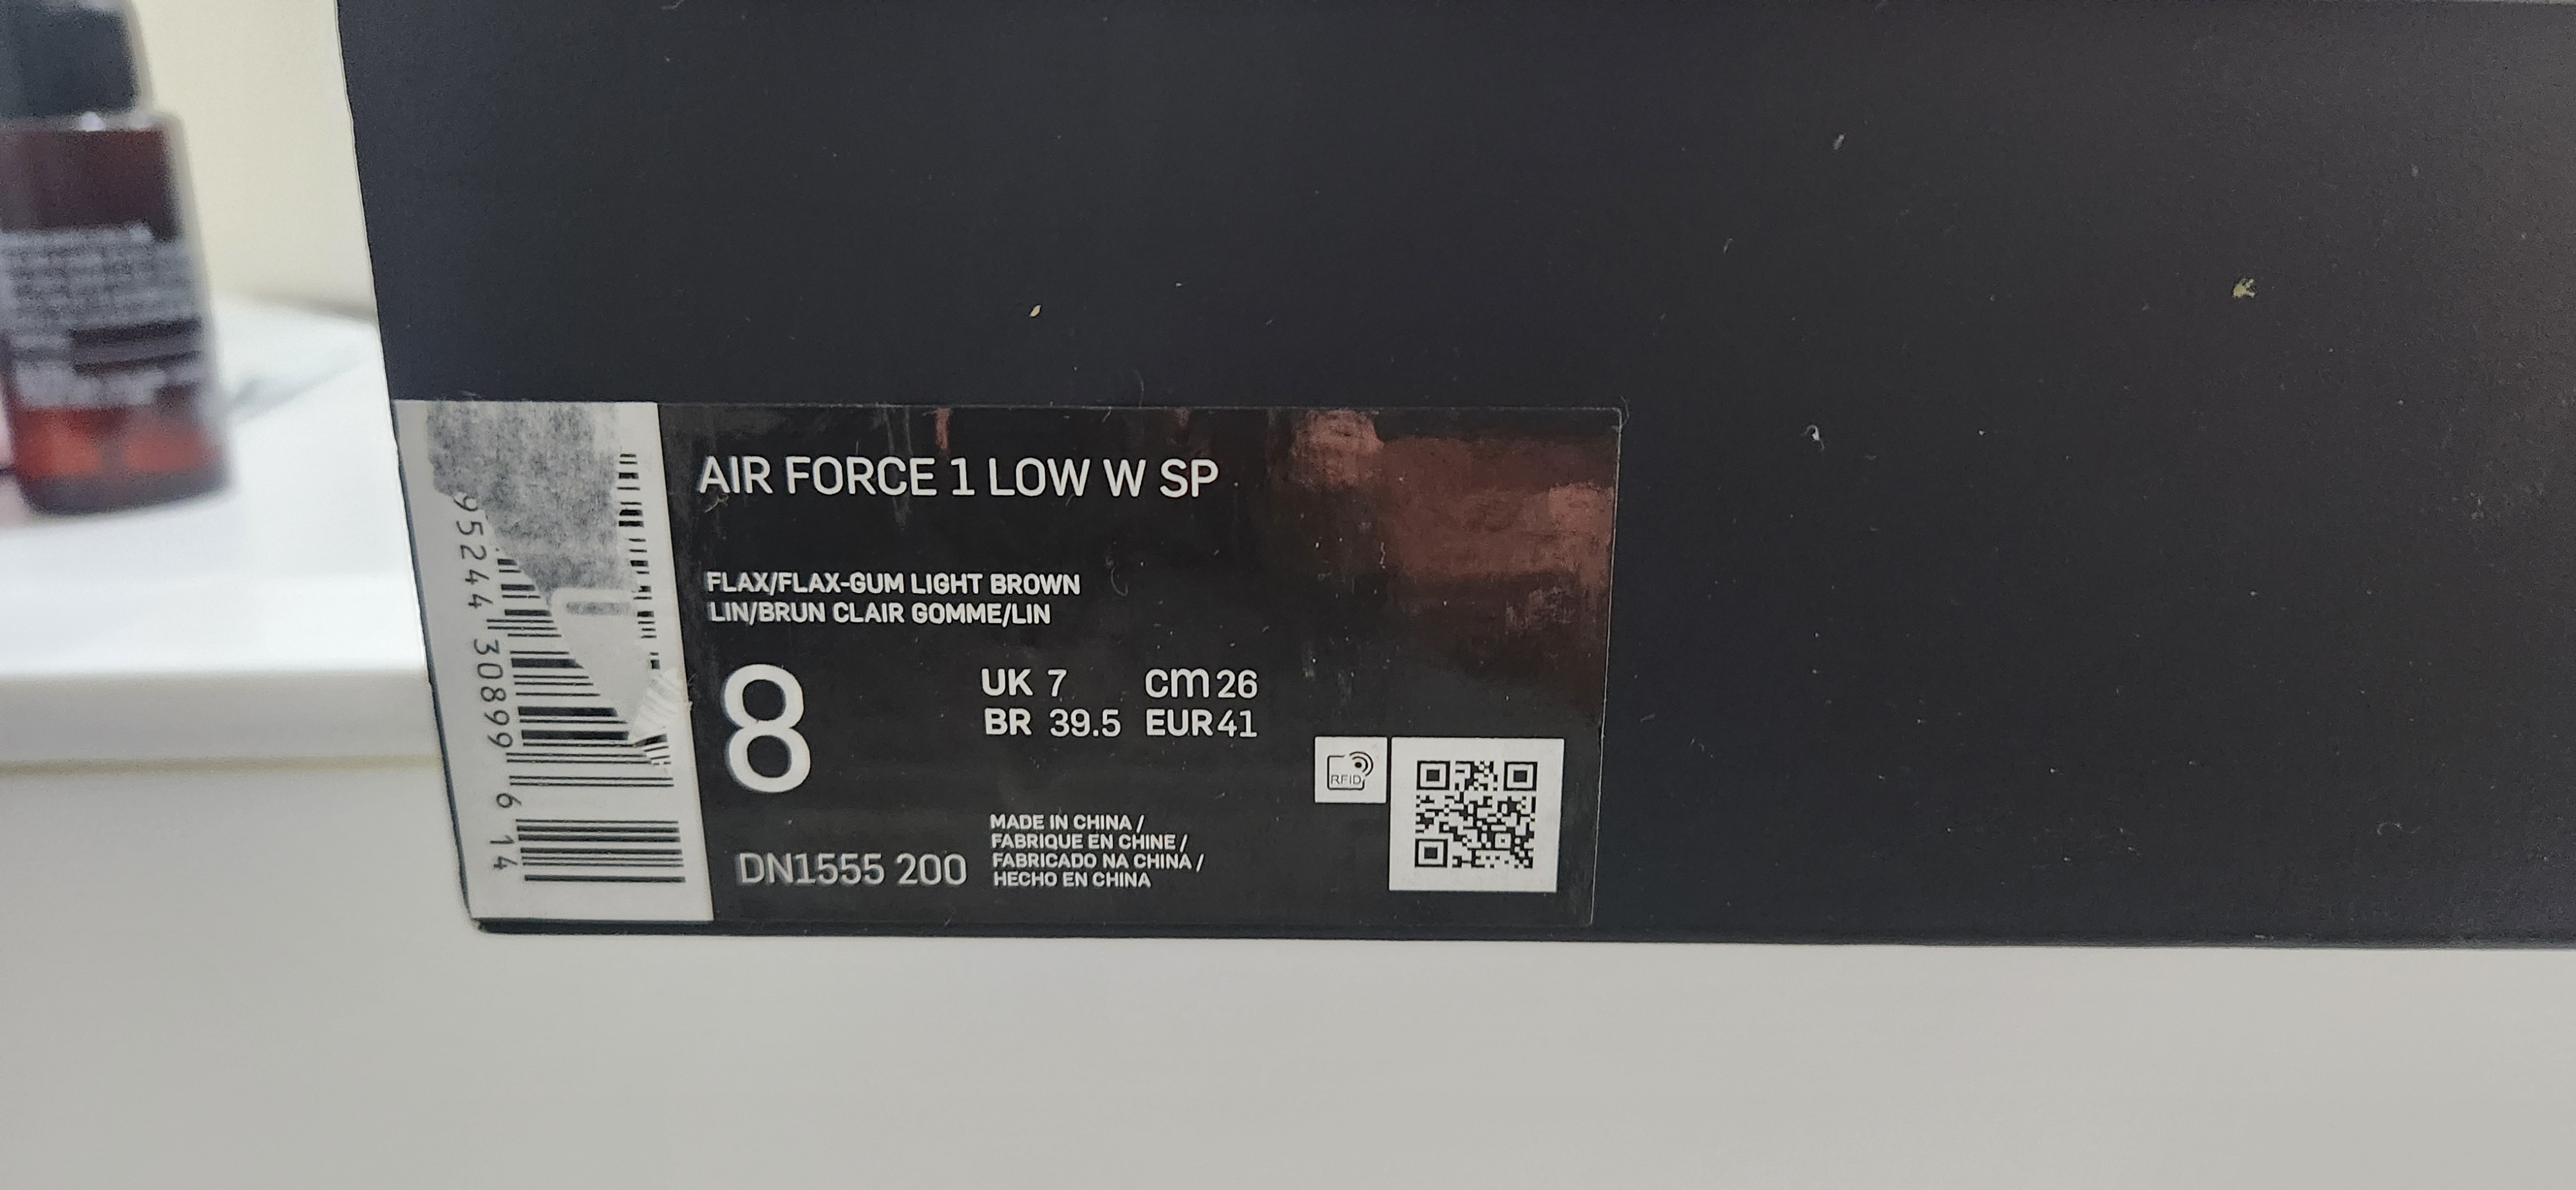 AIR FORCE 1 LOW W SP
FLAX/FLAX-GUM LIGHT BROWN
LIN/BRUN CLAIR GOMME/LIN
8
UK 7 cm 26
BR 39.5 EUR 41
RFID
MADE IN CHINA /
FABRIQUE EN CHINE /
FABRICADO NA CHINA /
HECHO EN CHINA
DN1555 200
95244 30899 6 14